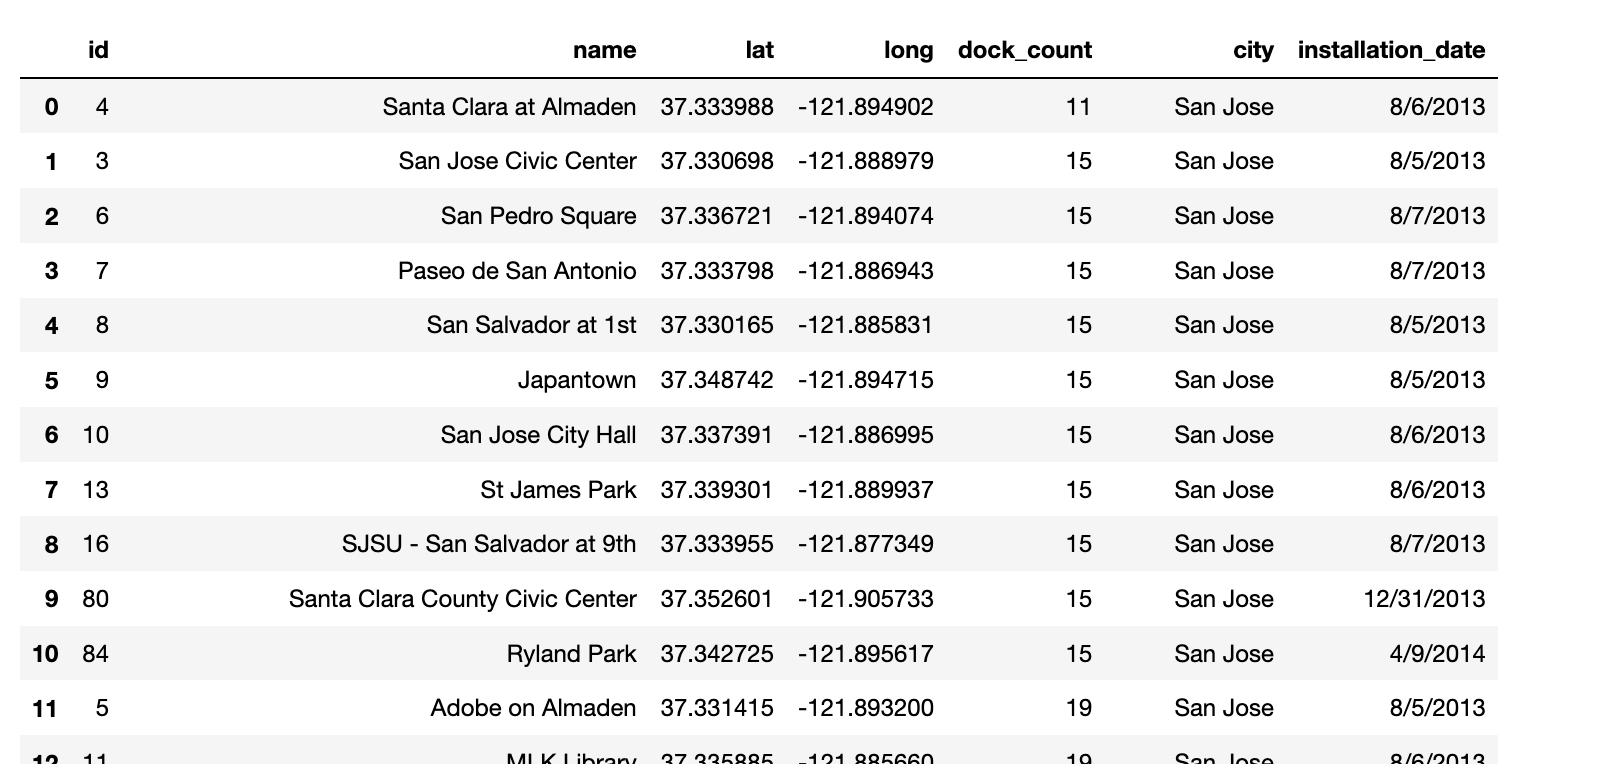 id name lat long dock_count city installation_date
0 4 Santa Clara at Almaden 37.333988 -121.894902 11 San Jose 8/6/2013
1 3 San Jose Civic Center 37.330698 -121.888979 15 San Jose 8/5/2013
2 6 San Pedro Square 37.336721 -121.894074 15 San Jose 8/7/2013
3 7 Paseo de San Antonio 37.333798 -121.886943 15 San Jose 8/7/2013
4 8 San Salvador at 1st 37.330165 -121.885831 15 San Jose 8/5/2013
5 9 Japantown 37.348742 -121.894715 15 San Jose 8/5/2013
6 10 San Jose City Hall 37.337391 -121.886995 15 San Jose 8/6/2013
7 13 St James Park 37.339301 -121.889937 15 San Jose 8/6/2013
8 16 SJSU - San Salvador at 9th 37.333955 -121.877349 15 San Jose 8/7/2013
9 80 Santa Clara County Civic Center 37.352601 -121.905733 15 San Jose 12/31/2013
10 84 Ryland Park 37.342725 -121.895617 15 San Jose 4/9/2014
11 5 Adobe on Almaden 37.331415 -121.893200 19 San Jose 8/5/2013
12 11 MLK Library 37.335885 -121.885660 19 San Jose 8/6/2013